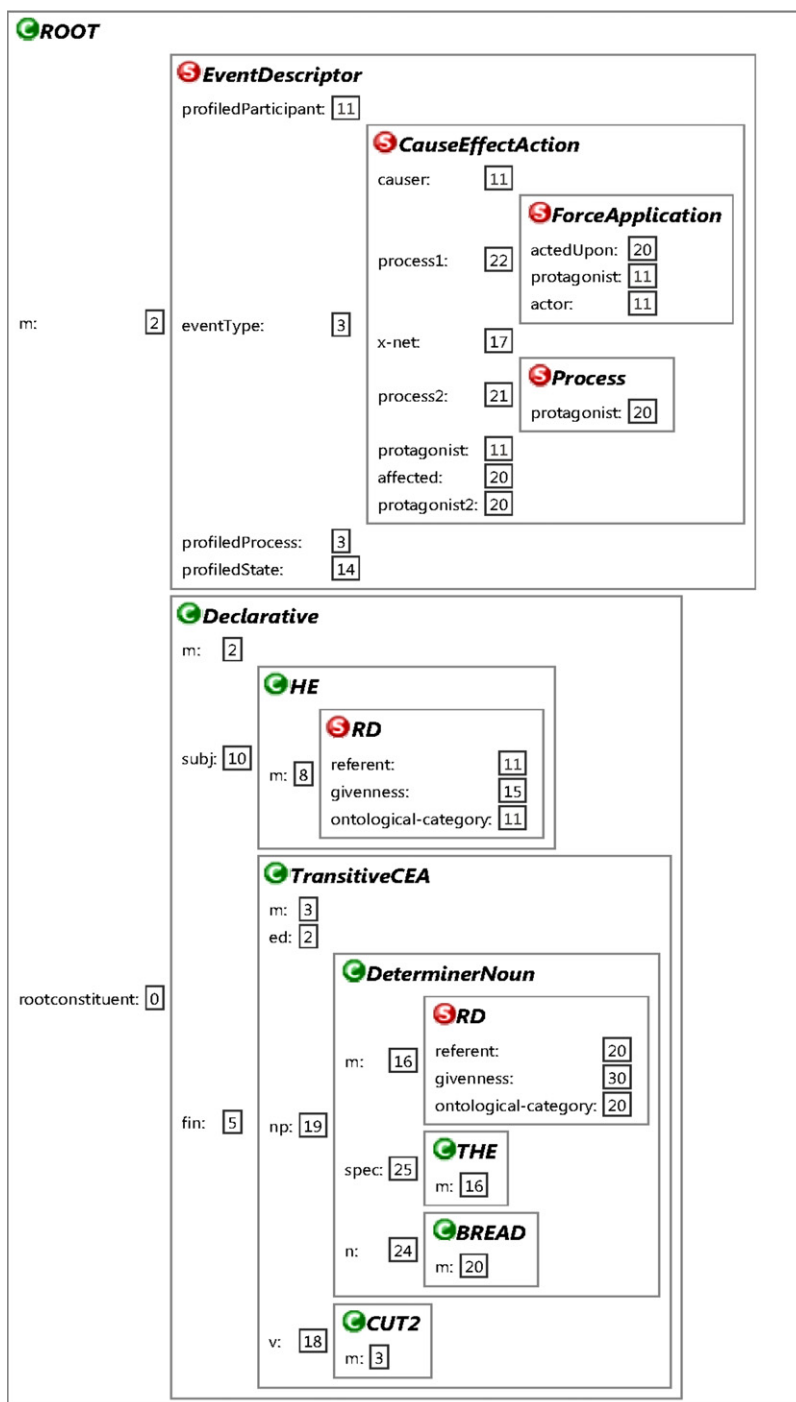 C ROOT
S EventDescriptor
profiledParticipant: 11
S CauseEffectAction
causer: 11
S ForceApplication
actedUpon: 20
process1: 22
protagonist: 11
actor: 11
m: 2
eventType: 3
x-net: 17
S Process
process2: 21
protagonist: 20
protagonist: 11
affected: 20
protagonist2: 20
profiledProcess: 3
profiledState: 14
C Declarative
m: 2
C HE
S RD
subj: 10
m: 8
referent: 11
givenness: 15
ontological-category: 11
C TransitiveCEA
m: 3
ed: 2
C DeterminerNoun
S RD
rootconstituent: 0
m: 16
referent: 20
givenness: 30
ontological-category: 20
fin: 5
np: 19
C THE
spec: 25
m: 16
C BREAD
n: 24
m: 20
C CUT2
v: 18
m: 3